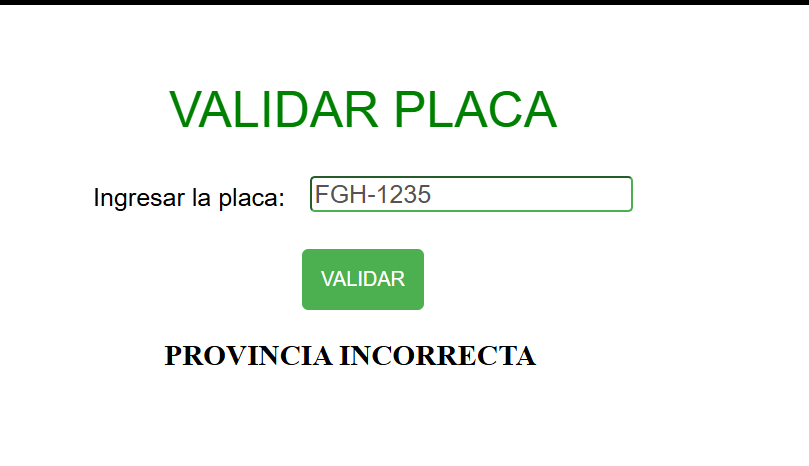 VALIDAR PLACA
Ingresar la placa: FGH-1235
VALIDAR
PROVINCIA INCORRECTA